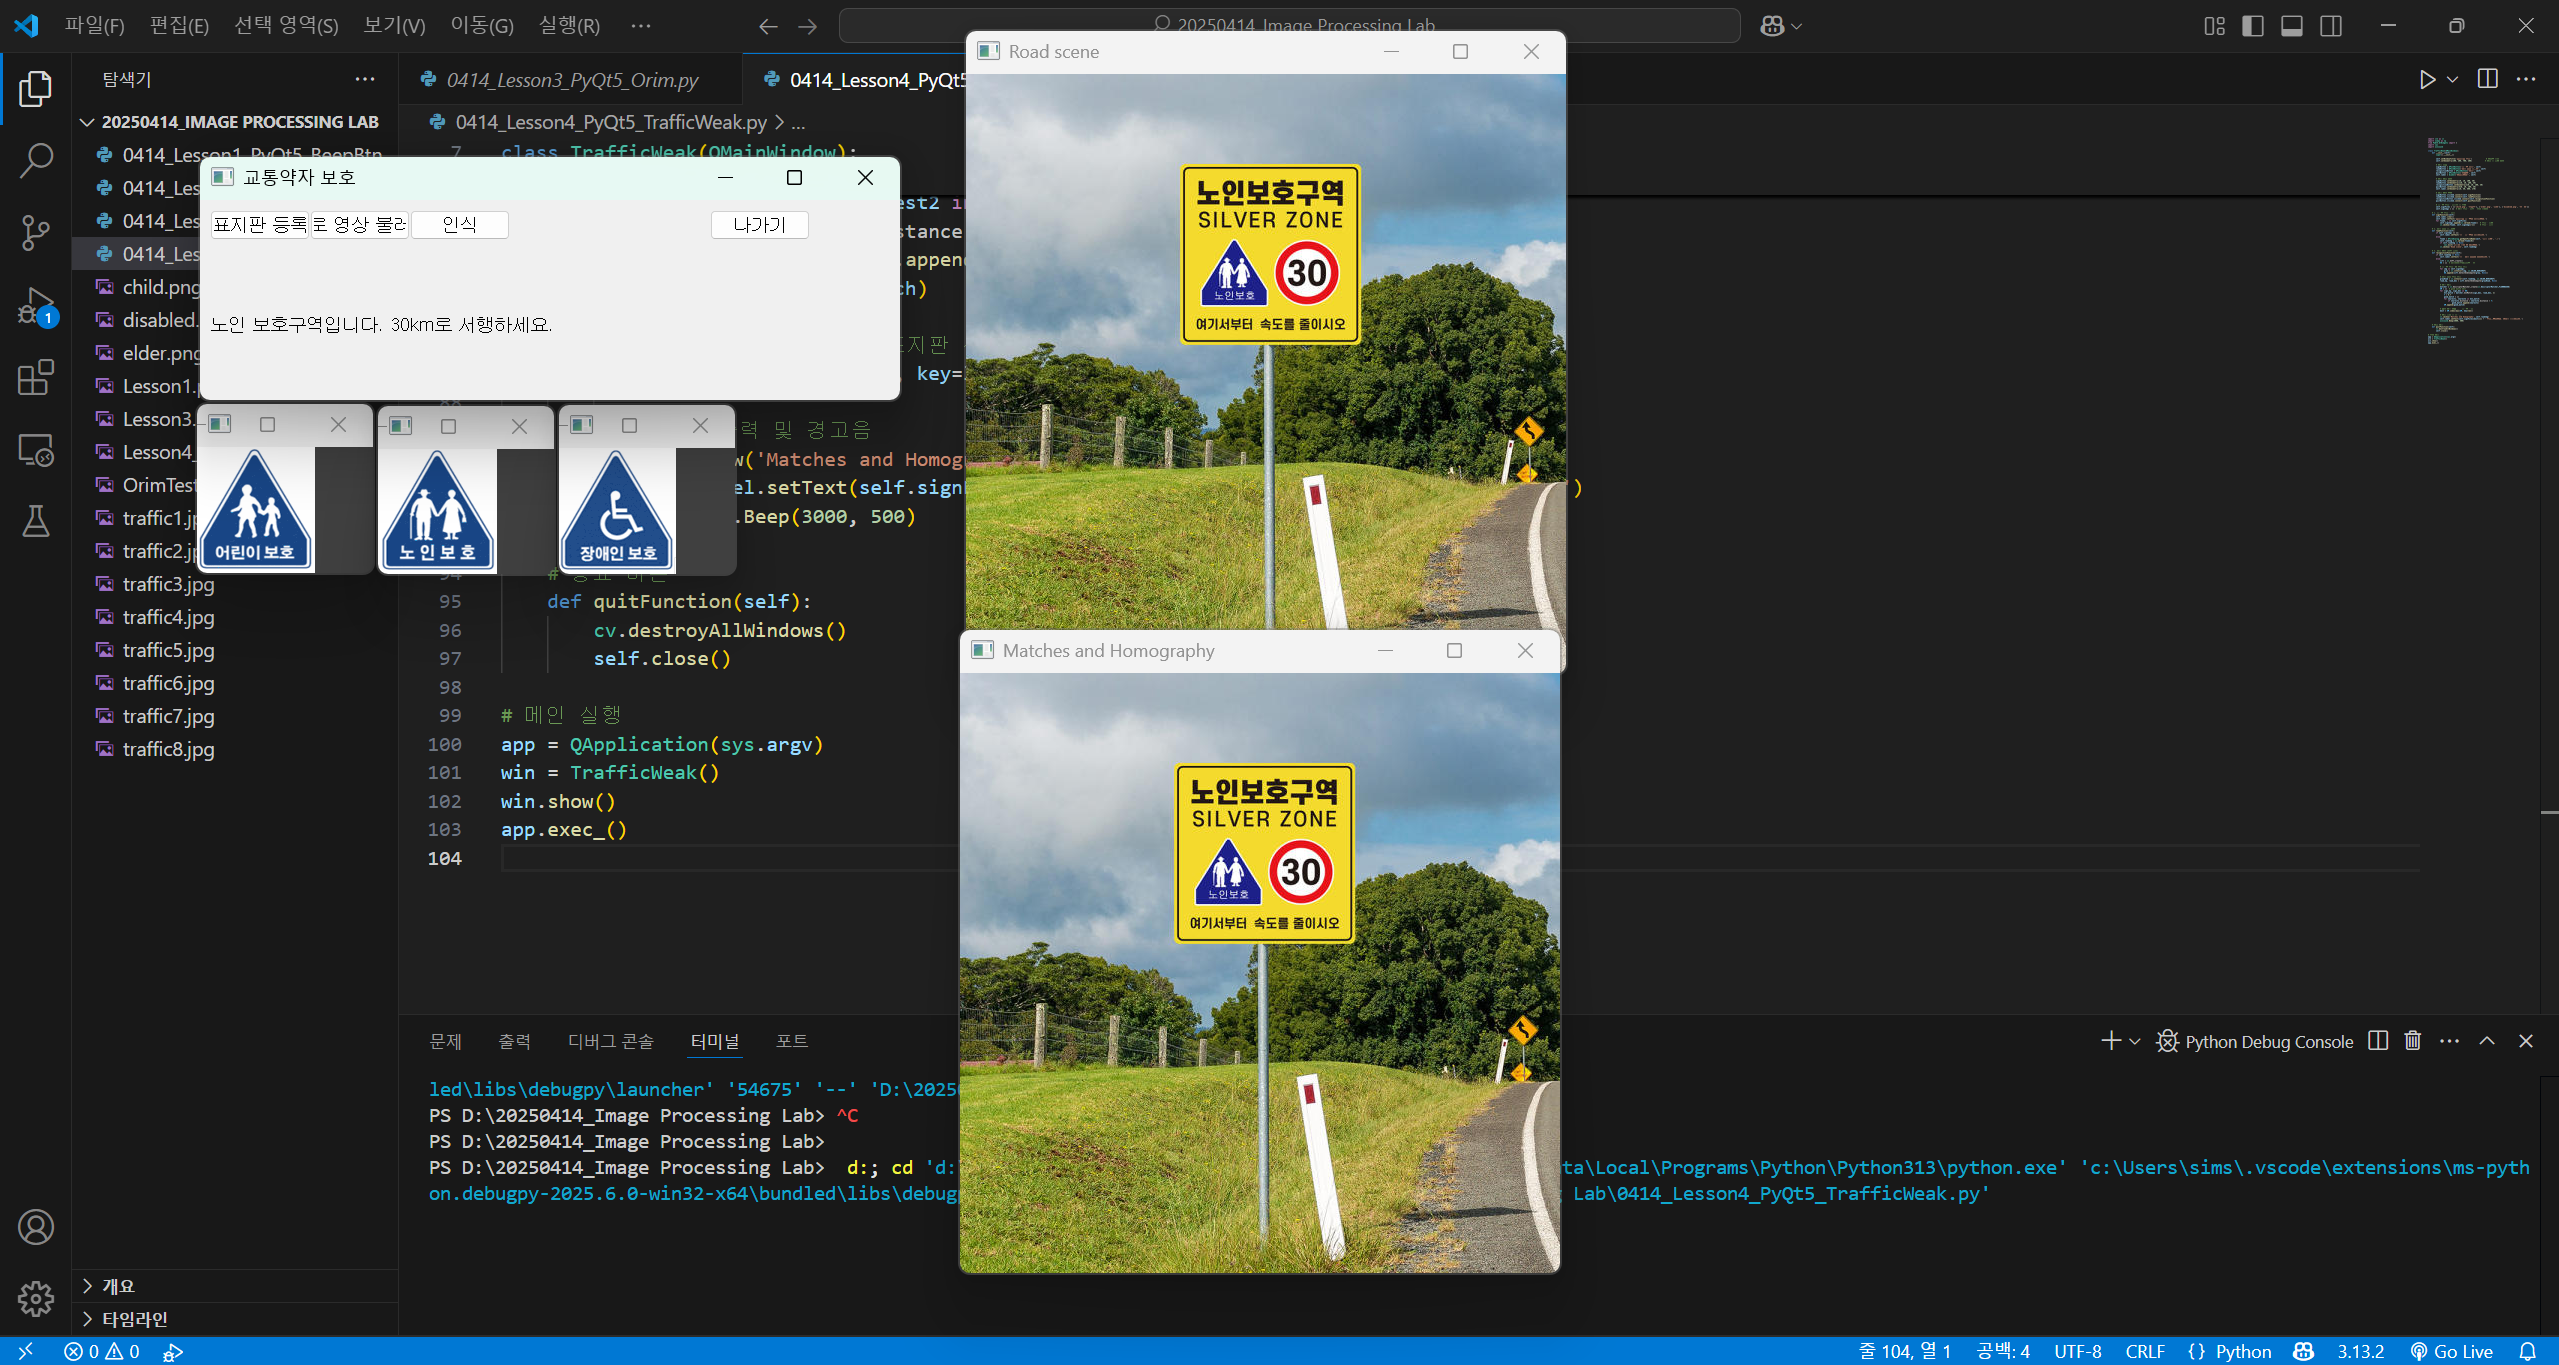 파일(F) 편집(E) 선택 영역(S) 보기(V) 이동(G) 실행(R) ···
20250414_Image Processing Lab
탐색기
20250414_IMAGE PROCESSING LAB
0414_Lesson1_PyQt5_BeepBtn
0414_Les
0414_Les
0414_Les
child.png
disabled.
elder.png
Lesson1.
Lesson3.
Lesson4_
OrimTest
traffic1.jp
traffic2.jp
traffic3.jpg
traffic4.jpg
traffic5.jpg
traffic6.jpg
traffic7.jpg
traffic8.jpg
개요
타임라인
0414_Lesson3_PyQt5_Orim.py
0414_Lesson4_PyQt5
0414_Lesson4_PyQt5_TrafficWeak.py > ...
7 class TrafficWeak(QMainWindow):
est2 i
stance
.appen
ch)
표지판
, key=
력 및 경고음
w('Matches and Homog
el.setText(self.sign )
.Beep(3000, 500)
95 def quitFunction(self):
96 cv.destroyAllWindows()
97 self.close()
98
99 # 메인 실행
100 app = QApplication(sys.argv)
101 win = TrafficWeak()
102 win.show()
103 app.exec_()
104
교통약자 보호
표지판 등록 로 영상 불러 인식 나가기
노인 보호구역입니다. 30km로 서행하세요.
어린이 보호
노인보호
장애인 보호
Road scene
노인보호구역
SILVER ZONE
노인보호
30
여기서부터 속도를 줄이시오
Matches and Homography
노인보호구역
SILVER ZONE
노인보호
30
여기서부터 속도를 줄이시오
문제 출력 디버그 콘솔 터미널 포트
Python Debug Console
led\libs\debugpy\launcher' '54675' '--' 'D:\2025
PS D:\20250414_Image Processing Lab> ^C
PS D:\20250414_Image Processing Lab>
PS D:\20250414_Image Processing Lab> d:; cd 'd: ta\Local\Programs\Python\Python313\python.exe' 'c:\Users\sims\.vscode\extensions\ms-pyth
on.debugpy-2025.6.0-win32-x64\bundled\libs\debug Lab\0414_Lesson4_PyQt5_TrafficWeak.py'
1
0 0
줄 104, 열 1 공백: 4 UTF-8 CRLF {} Python 3.13.2 Go Live